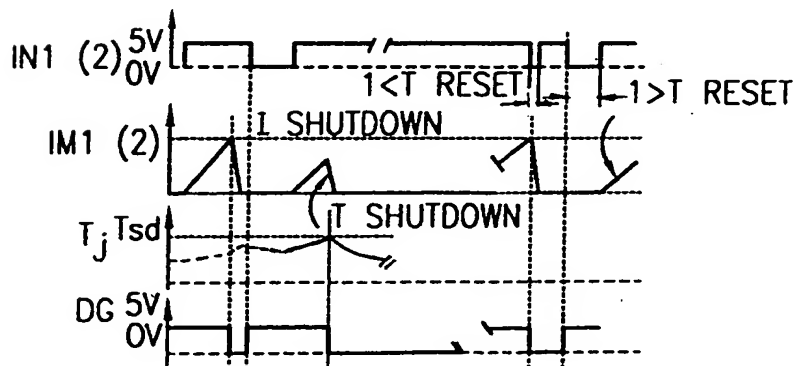 IN1 (2) 5V
0V
1<T RESET
1>T RESET
IM1 (2)
I SHUTDOWN
T SHUTDOWN
Tj Tsd
DG 5V
0V